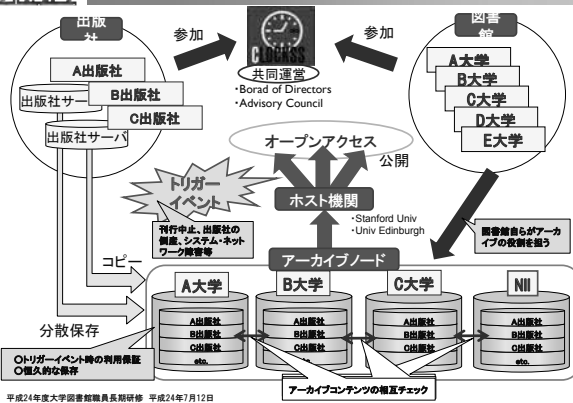 出版
社
図書
館
参加
CLOCKSS
参加
共同運営
・Borad of Directors
・Advisory Council
A出版社
B出版社
C出版社
出版社サー
出版社サーバ
A大学
B大学
C大学
D大学
E大学
オープンアクセス
公開
トリガー
イベント
ホスト機関
・Stanford Univ
・Univ Edinburgh
刊行中止、出版社の
倒産、システム・ネット
ワーク障害等
図書館自らがアーカ
イブの役割を担う
コピー
アーカイブノード
A大学
B大学
C大学
NII
A出版社
B出版社
C出版社
etc.
A出版社
B出版社
C出版社
etc.
A出版社
B出版社
C出版社
etc.
A出版社
B出版社
C出版社
etc.
分散保存
○トリガーイベント時の利用保証
○恒久的な保存
アーカイブコンテンツの相互チェック
平成24年度大学図書館職員長期研修 平成24年7月12日